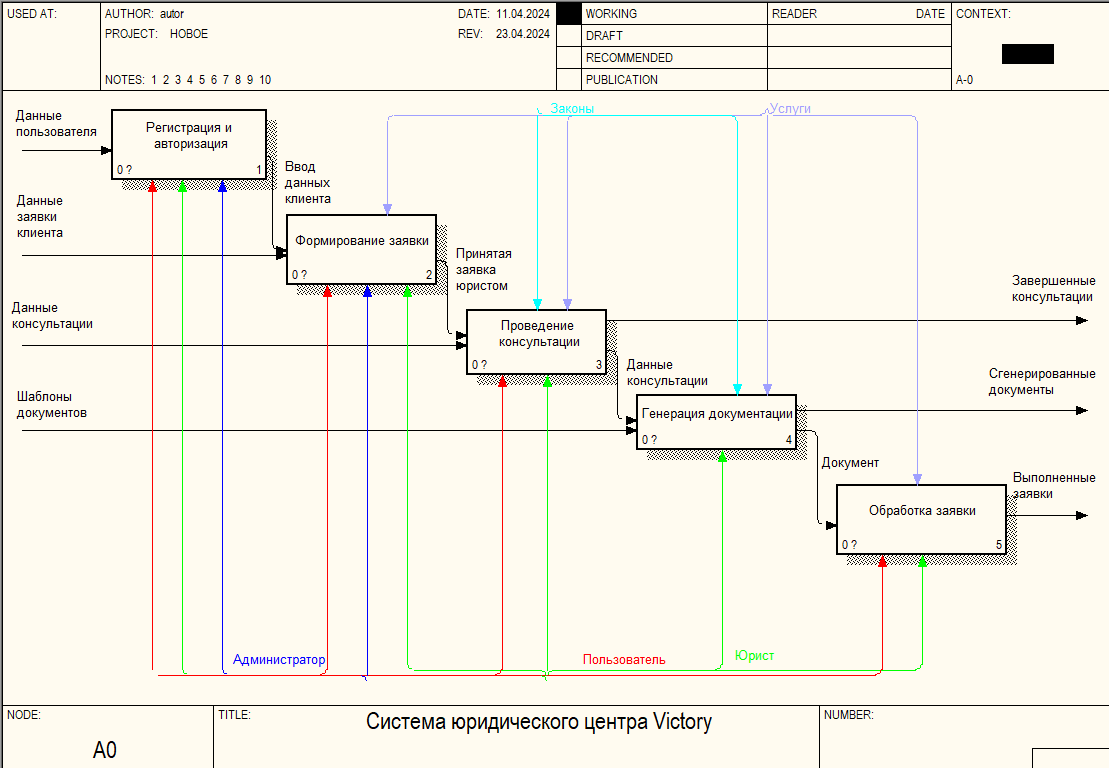 USED AT:
AUTHOR: autor
DATE: 11.04.2024
PROJECT: НОВОЕ
REV: 23.04.2024
NOTES: 1 2 3 4 5 6 7 8 9 10
WORKING
DRAFT
RECOMMENDED
PUBLICATION
READER
DATE
CONTEXT:
A-0
Данные
пользователя
Регистрация и
авторизация
0 ?
1
Законы
Услуги
Ввод
данных
клиента
Данные
заявки
клиента
Формирование заявки
0 ?
2
Принятая
заявка
юристом
Данные
консультации
Проведение
консультации
0 ?
3
Завершенные
консультации
Данные
консультации
Шаблоны
документов
Генерация документации
0 ?
4
Сгенерированные
документы
Документ
Обработка заявки
0 ?
5
Выполненные
заявки
Администратор
Пользователь
Юрист
NODE:
A0
TITLE:
Система юридического центра Victory
NUMBER: